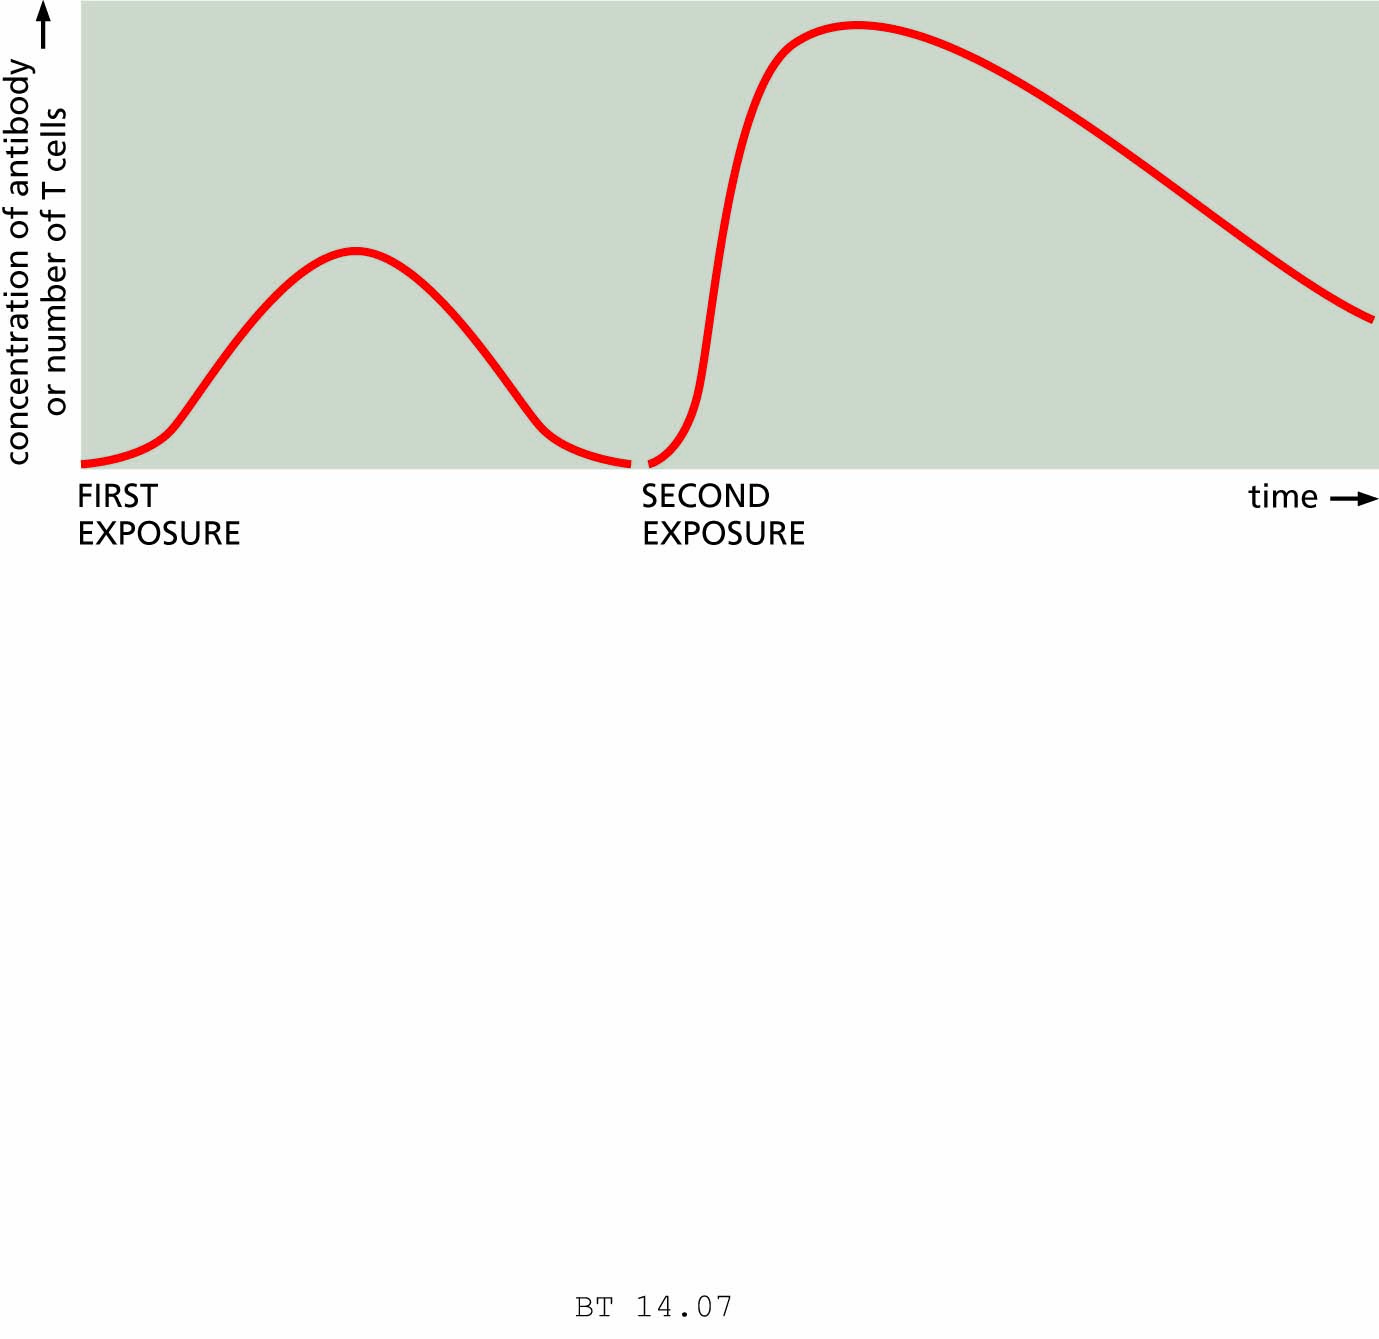 concentration of antibody
or number of T cells
FIRST
EXPOSURE
SECOND
EXPOSURE
time
BT 14.07